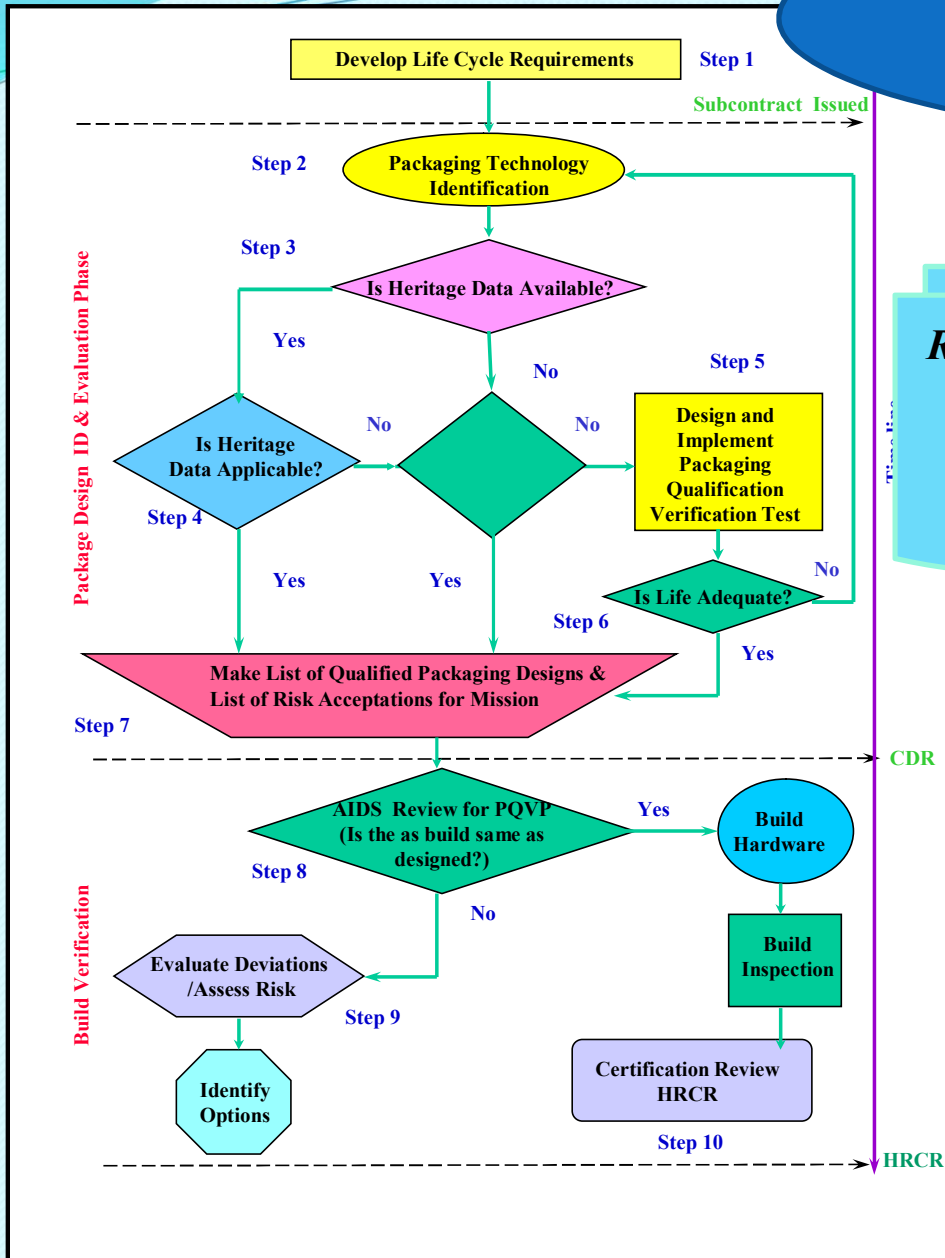 Develop Life Cycle Requirements
Step 1
Subcontract Issued
Step 2
Packaging Technology
Identification
Step 3
Is Heritage Data Available?
Yes
No
Step 5
Is Heritage
Data Applicable?
No
No
Design and
Implement
Packaging
Qualification
Verification Test
Step 4
Package Design ID & Evaluation Phase
Yes
Yes
No
Is Life Adequate?
Step 6
Yes
Make List of Qualified Packaging Designs &
List of Risk Acceptations for Mission
Step 7
CDR
AIDS Review for PQVP
(Is the as build same as
designed?)
Yes
Build
Hardware
Step 8
No
Build Verification
Evaluate Deviations
/Assess Risk
Build
Inspection
Step 9
Identify
Options
Certification Review
HRCR
Step 10
HRCR
R